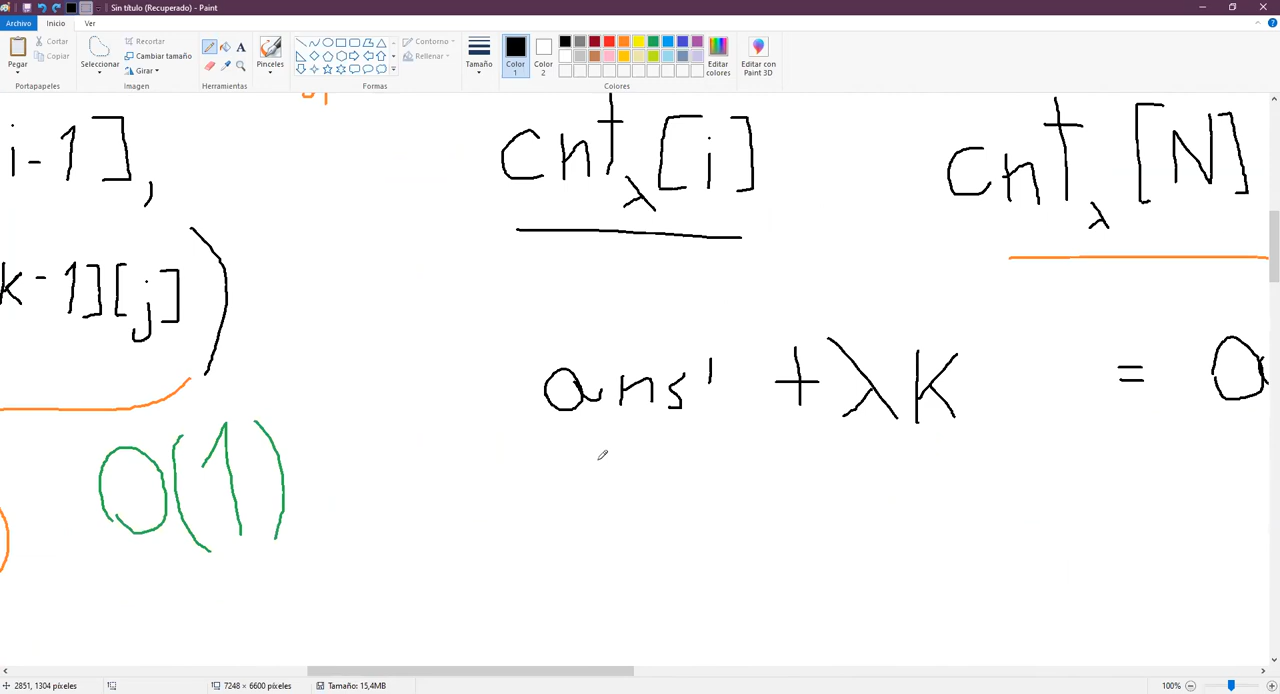 Sin título (Recuperado) - Paint
Archivo Inicio Ver
Pegar
Cortar
Copiar
Portapapeles
Seleccionar
Recortar
Cambiar tamaño
Girar
Imagen
A
Herramientas
Pinceles
Contorno
Rellenar
Formas
Tamaño
Color 1
Color 2
Colores
Editar colores
Editar con Paint 3D
i-1],
k-1][j])
O(1)
cnt λ [i]
cnt λ [N]
ans' + λK =
2851, 1304 píxeles
7248 × 6600 píxeles
Tamaño: 15,4MB
100%